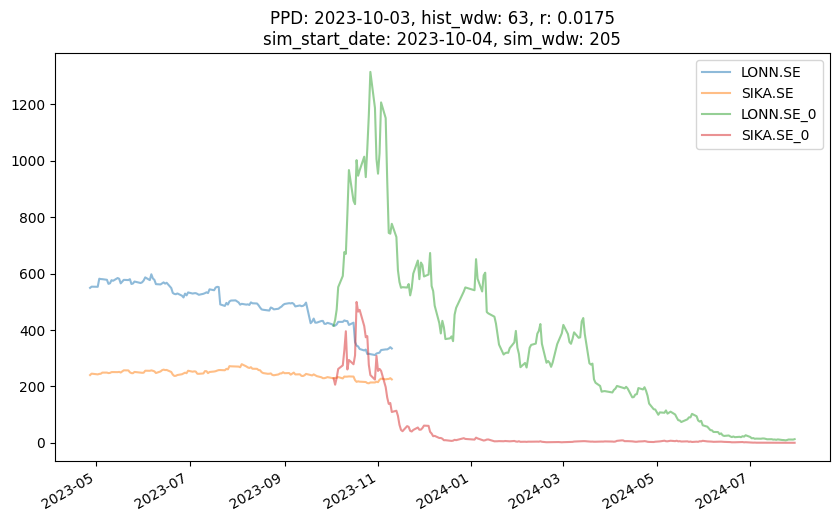 PPD: 2023-10-03, hist_wdw: 63, r: 0.0175
sim_start_date: 2023-10-04, sim_wdw: 205
LONN.SE
SIKA.SE
LONN.SE_0
SIKA.SE_0
1200
1000
800
600
400
200
0
2023-05
2023-07
2023-09
2023-11
2024-01
2024-03
2024-05
2024-07